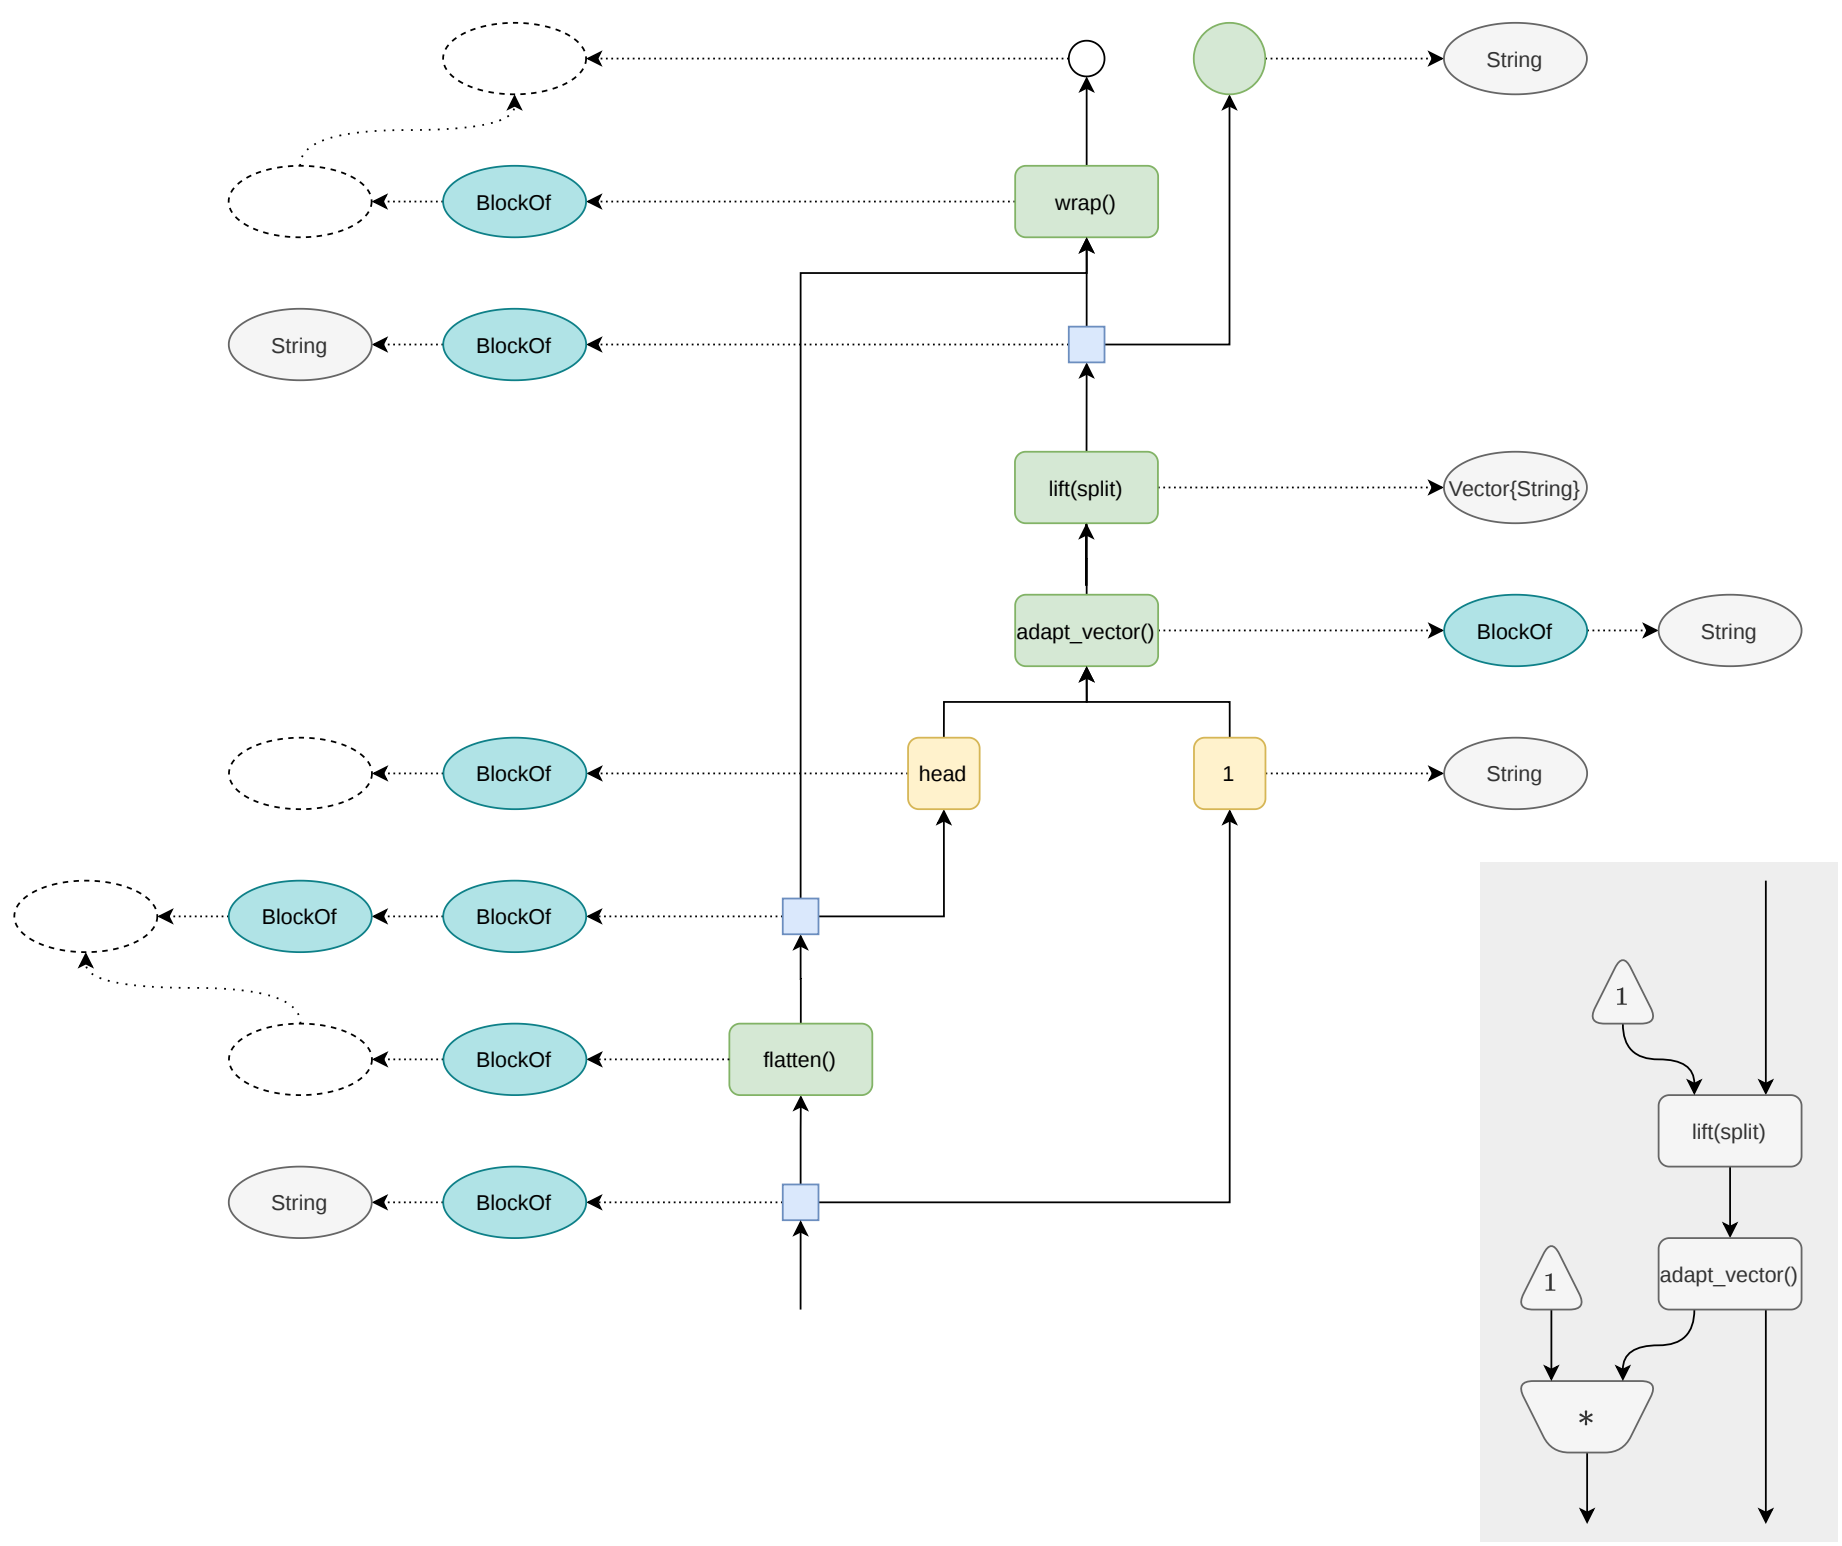 String
BlockOf
wrap()
String
BlockOf
lift(split)
Vector{String}
adapt_vector()
BlockOf
String
BlockOf
head
1
String
BlockOf
BlockOf
1
BlockOf
flatten()
lift(split)
String
BlockOf
1
adapt_vector()
*